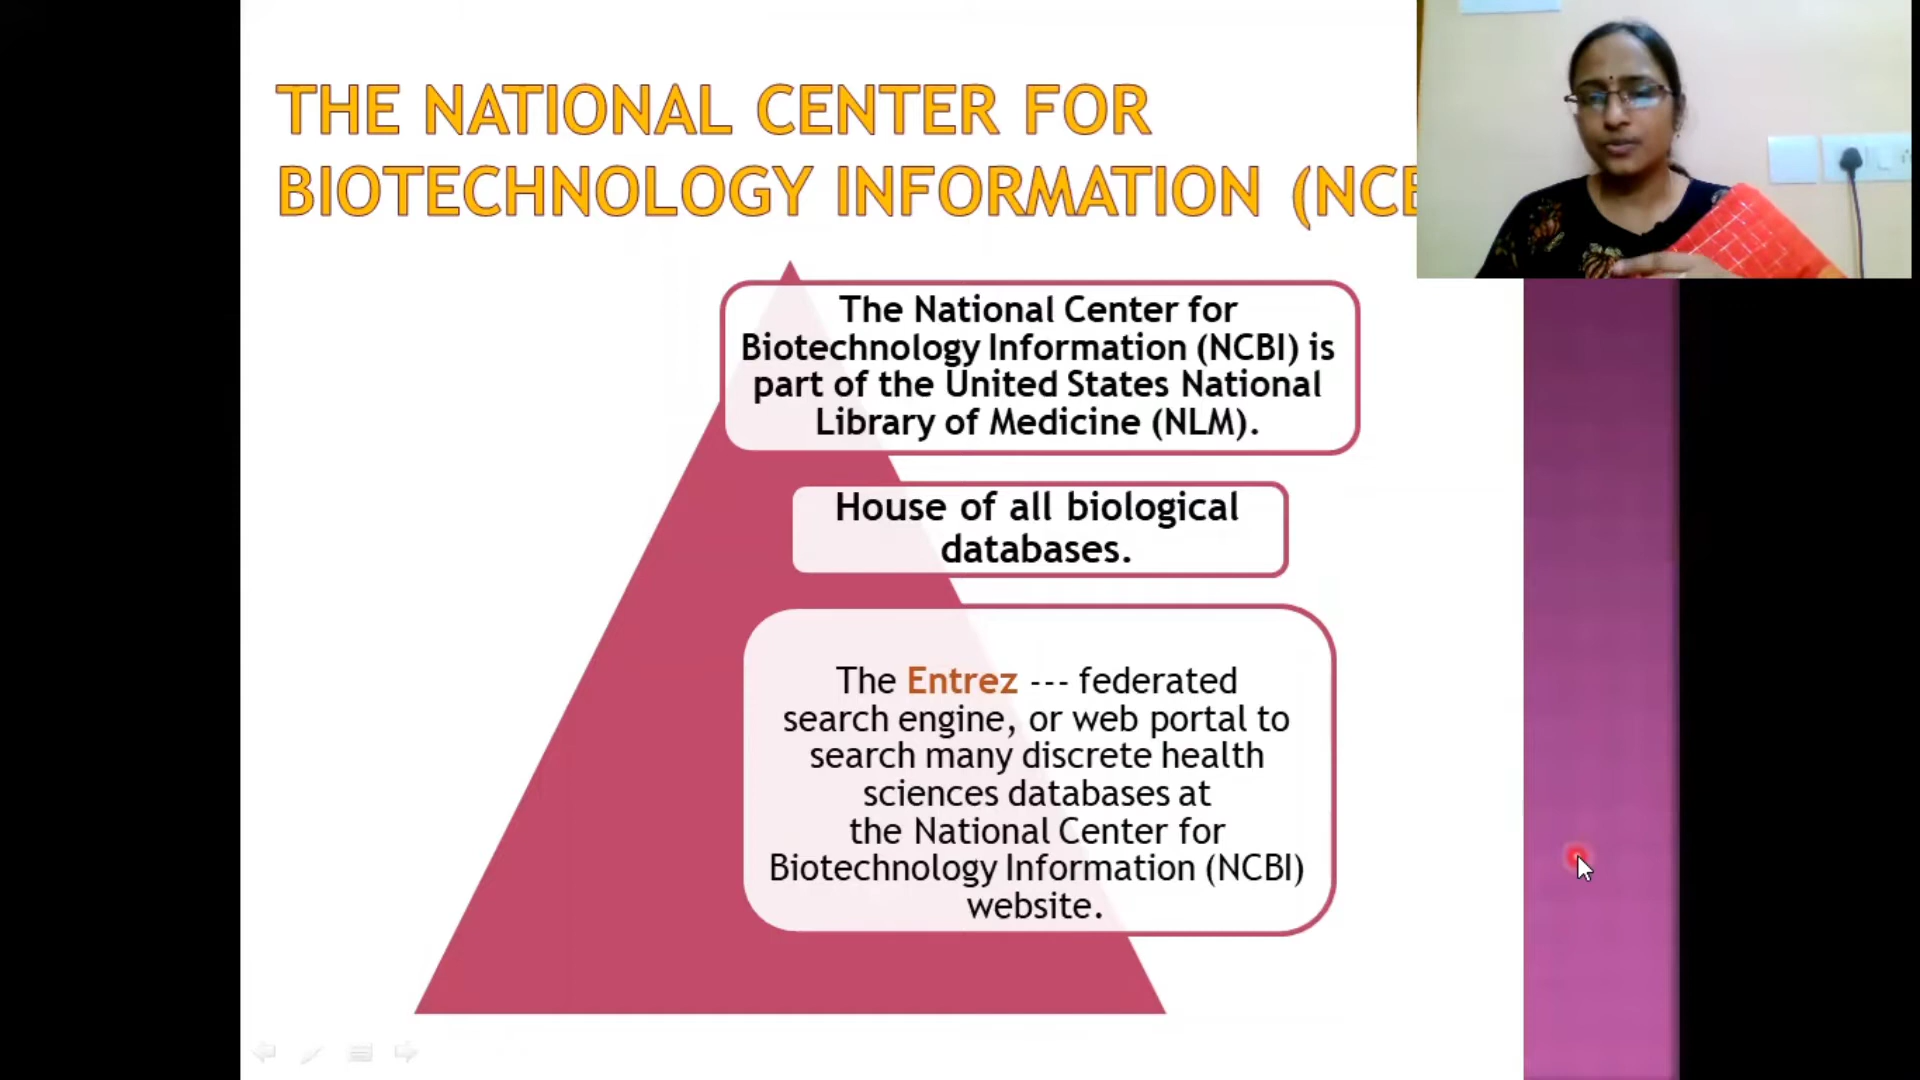 THE NATIONAL CENTER FOR
BIOTECHNOLOGY INFORMATION (NCB
The National Center for
Biotechnology Information (NCBI) is
part of the United States National
Library of Medicine (NLM).
House of all biological
databases.
The Entrez --- federated
search engine, or web portal to
search many discrete health
sciences databases at
the National Center for
Biotechnology Information (NCBI)
website.